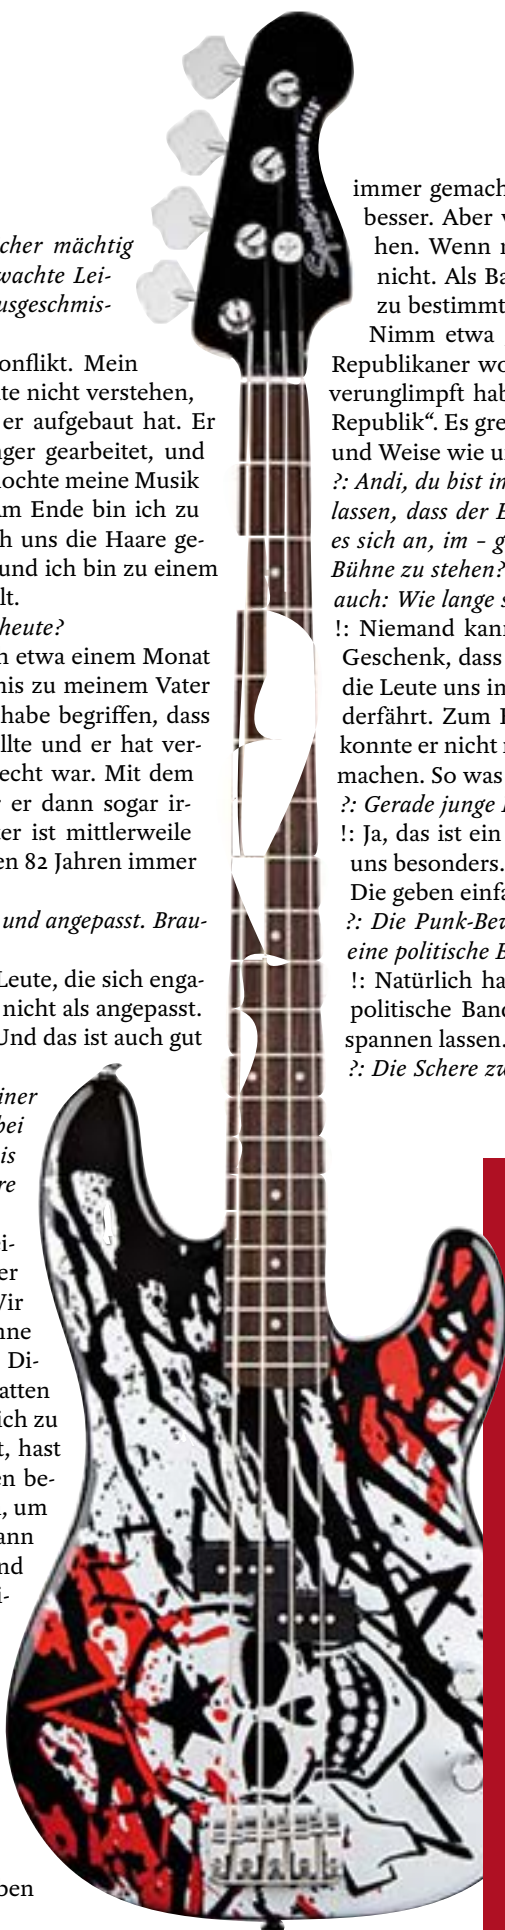 Squier PRECISION BASS
cher mächtig
wachte Lei-
usgeschmis-
onflikt. Mein
te nicht verstehen,
er aufgebaut hat. Er
ger gearbeitet, und
ochte meine Musik
m Ende bin ich zu
h uns die Haare ge-
und ich bin zu einem
lt.
heute?
n etwa einem Monat
nis zu meinem Vater
habe begriffen, dass
llte und er hat ver-
echt war. Mit dem
er dann sogar ir-
ter ist mittlerweile
en 82 Jahren immer
und angepasst. Brau-
Leute, die sich enga-
nicht als angepasst.
Und das ist auch gut
iner
bei
is
re
ei-
er
Wir
nne
Di-
atten
ich zu
t, hast
en be-
, um
ann
nd
i-
ben
immer gemach
besser. Aber
hen. Wenn
nicht. Als Ba
zu bestimmt
Nimm etwa
Republikaner wo
verunglimpft hab
Republik“. Es gre
und Weise wie u
?: Andi, du bist in
lassen, dass der
es sich an, im – g
Bühne zu stehen?
auch: Wie lange s
!: Niemand kann
Geschenk, dass
die Leute uns in
derfährt. Zum
konnte er nicht
machen. So was
?: Gerade junge
!: Ja, das ist ein
uns besonders.
Die geben einfa
?: Die Punk-Bew
eine politische
!: Natürlich ha
politische Band
spannen lassen.
?: Die Schere zu